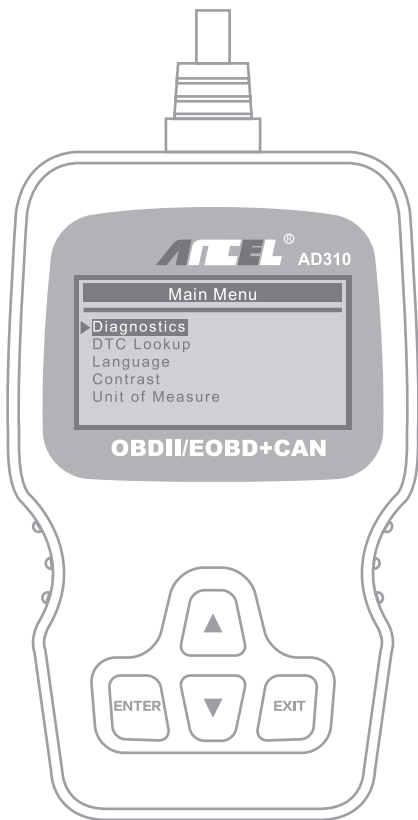 ANCEL®
AD310
Main Menu
Diagnostics
DTC Lookup
Language
Contrast
Unit of Measure
OBDII/EOBD+CAN
ENTER
EXIT